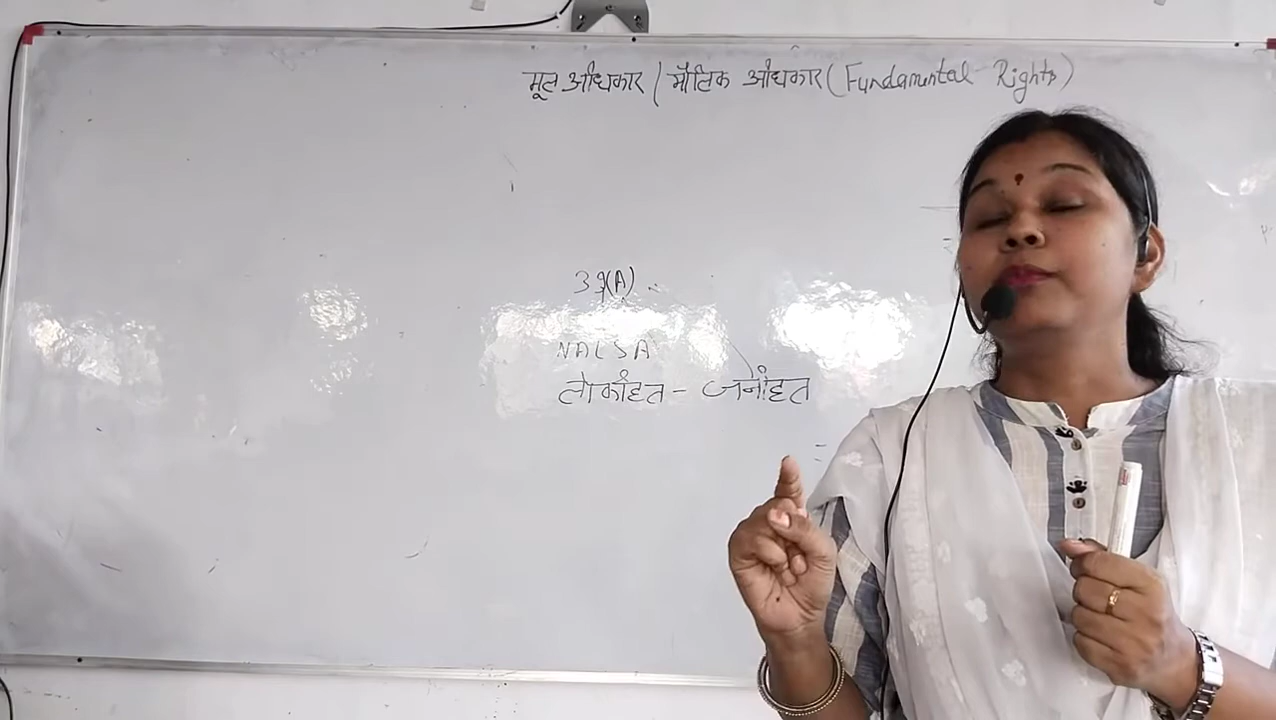 मूल अधिकार / मौलिक अधिकार (Fundamental Rights)
39(A)
NALSA
लोकहित - जनहित